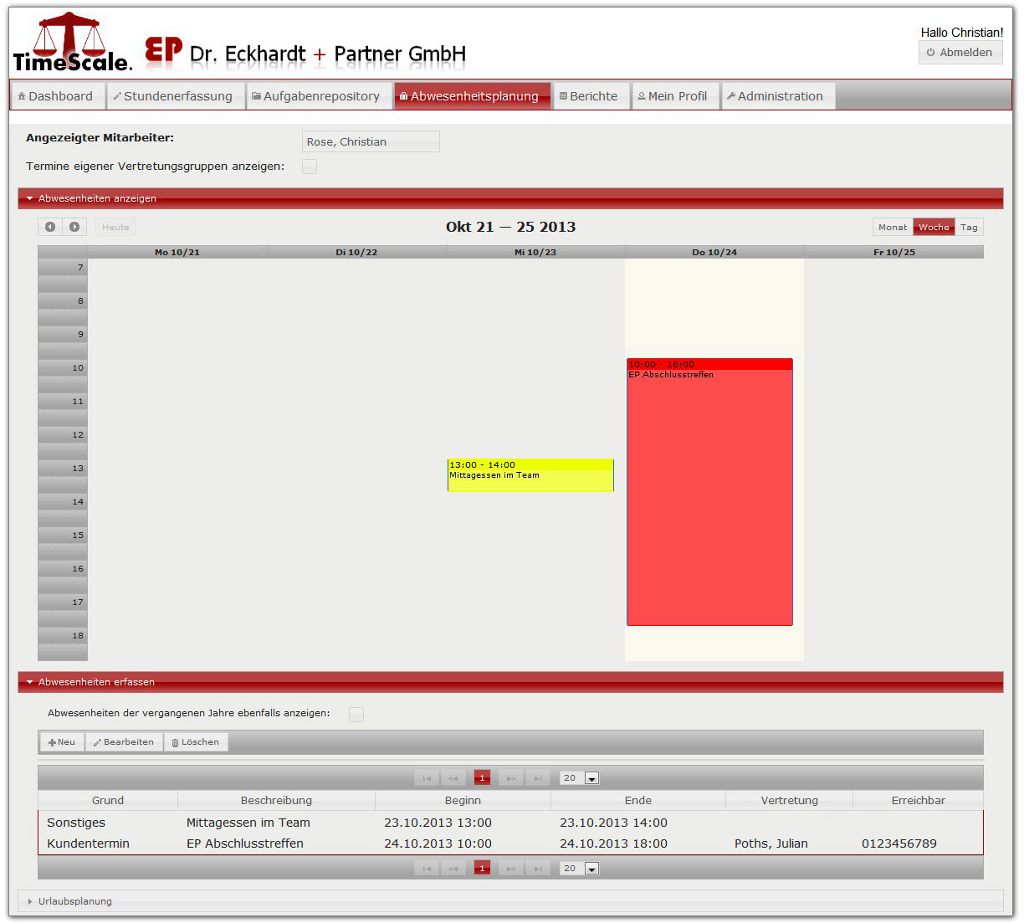 Hallo Christian!
TimeScale. EP Dr. Eckhardt + Partner GmbH
Abmelden
Dashboard Stundenerfassung Aufgabenrepository Abwesenheitsplanung Berichte Mein Profil Administration
Angezeigter Mitarbeiter: Rose, Christian
Termine eigener Vertretungsgruppen anzeigen:
Abwesenheiten anzeigen
Heute Okt 21 — 25 2013 Monat Woche Tag
Mo 10/21 Di 10/22 Mi 10/23 Do 10/24 Fr 10/25
7
8
9
10
10:00 - 18:00
EP Abschlusstreffen
11
12
13
13:00 - 14:00
Mittagessen im Team
14
15
16
17
18
Abwesenheiten erfassen
Abwesenheiten der vergangenen Jahre ebenfalls anzeigen:
Neu Bearbeiten Löschen
1 20
Grund Beschreibung Beginn Ende Vertretung Erreichbar
Sonstiges Mittagessen im Team 23.10.2013 13:00 23.10.2013 14:00
Kundentermin EP Abschlusstreffen 24.10.2013 10:00 24.10.2013 18:00 Poths, Julian 0123456789
1 20
Urlaubsplanung